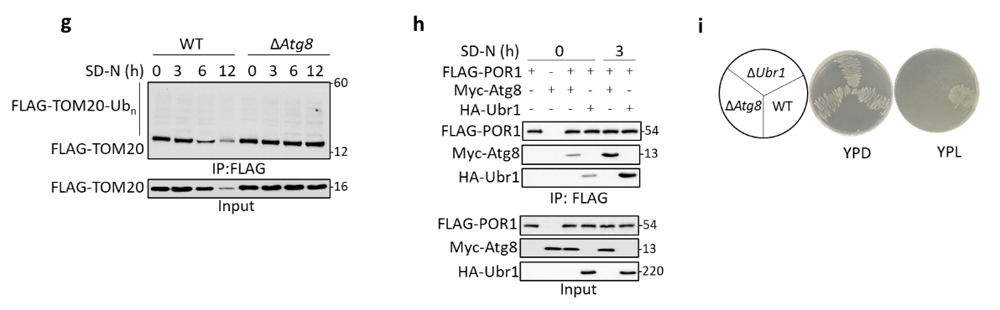 g
WT ΔAtg8
SD-N (h) 0 3 6 12 0 3 6 12
60
FLAG-TOM20-Ubn
FLAG-TOM20
12
IP:FLAG
FLAG-TOM20 16
Input
h
SD-N (h) 0 3
FLAG-POR1 + - + + + +
Myc-Atg8 - + + - + -
HA-Ubr1 - - - + - +
FLAG-POR1 54
Myc-Atg8 13
HA-Ubr1
IP: FLAG
FLAG-POR1 54
Myc-Atg8 13
HA-Ubr1 220
Input
i
ΔUbr1
ΔAtg8 WT
YPD YPL